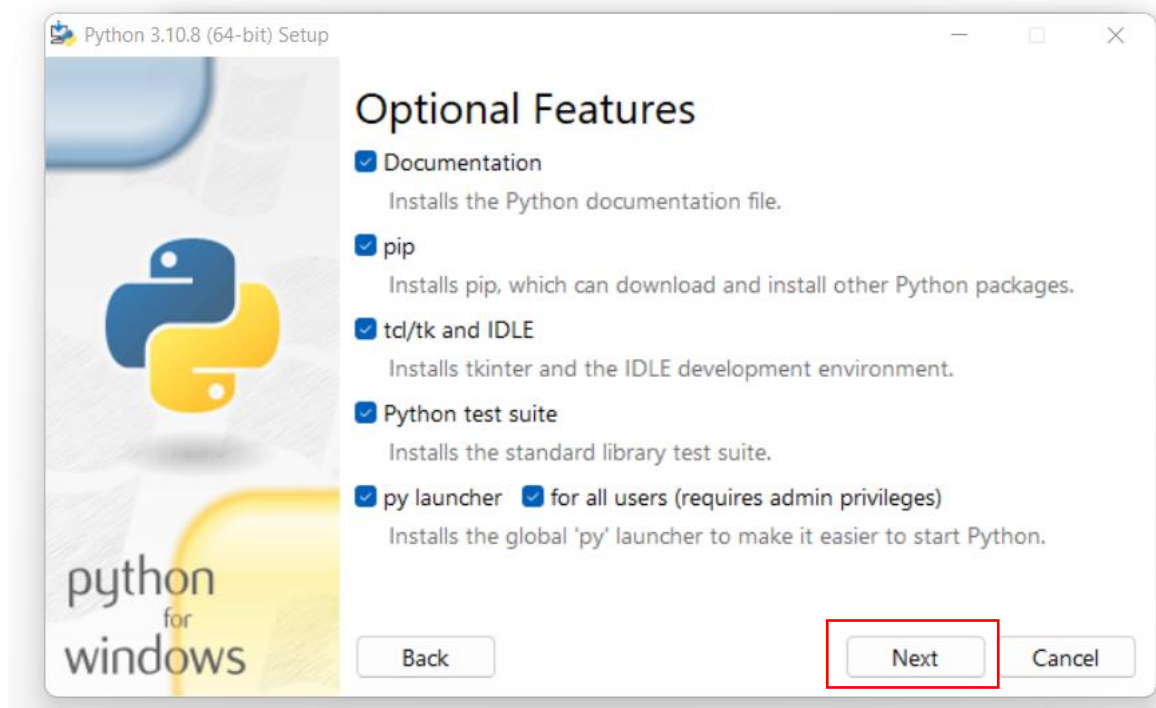 Python 3.10.8 (64-bit) Setup
Optional Features
Documentation
Installs the Python documentation file.
pip
Installs pip, which can download and install other Python packages.
tcl/tk and IDLE
Installs tkinter and the IDLE development environment.
Python test suite
Installs the standard library test suite.
py launcher for all users (requires admin privileges)
Installs the global 'py' launcher to make it easier to start Python.
python
for
windows
Back Next Cancel